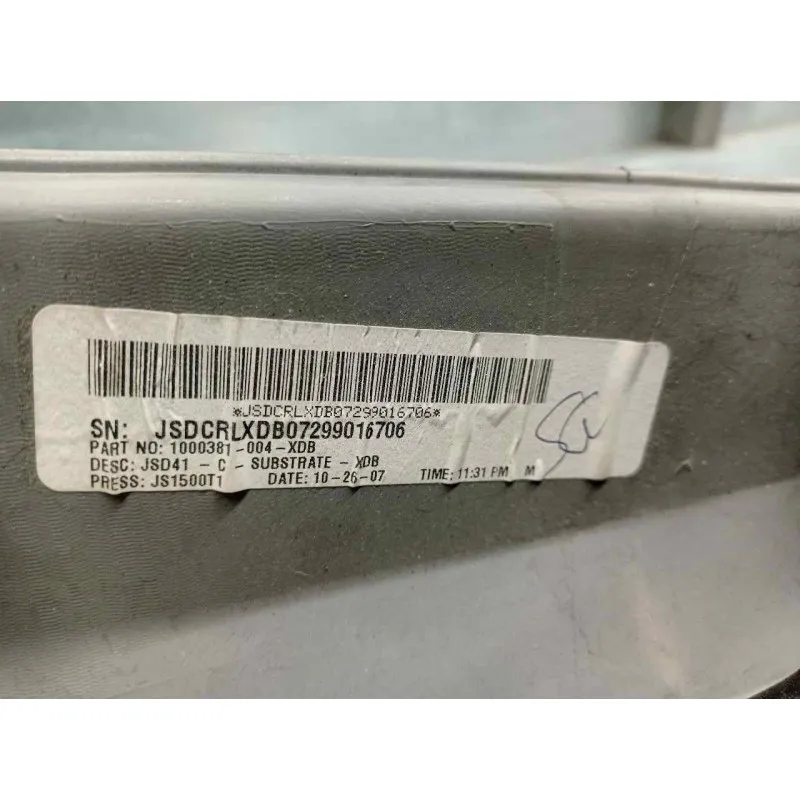 *JSDCRLXDB07299016706*
SN: JSDCRLXDB07299016706
PART NO: 1000381-004-XDB
DESC: JSD41 - C - SUBSTRATE - XDB
PRESS: JS1500T1 DATE: 10-26-07 TIME: 11:31 PM M